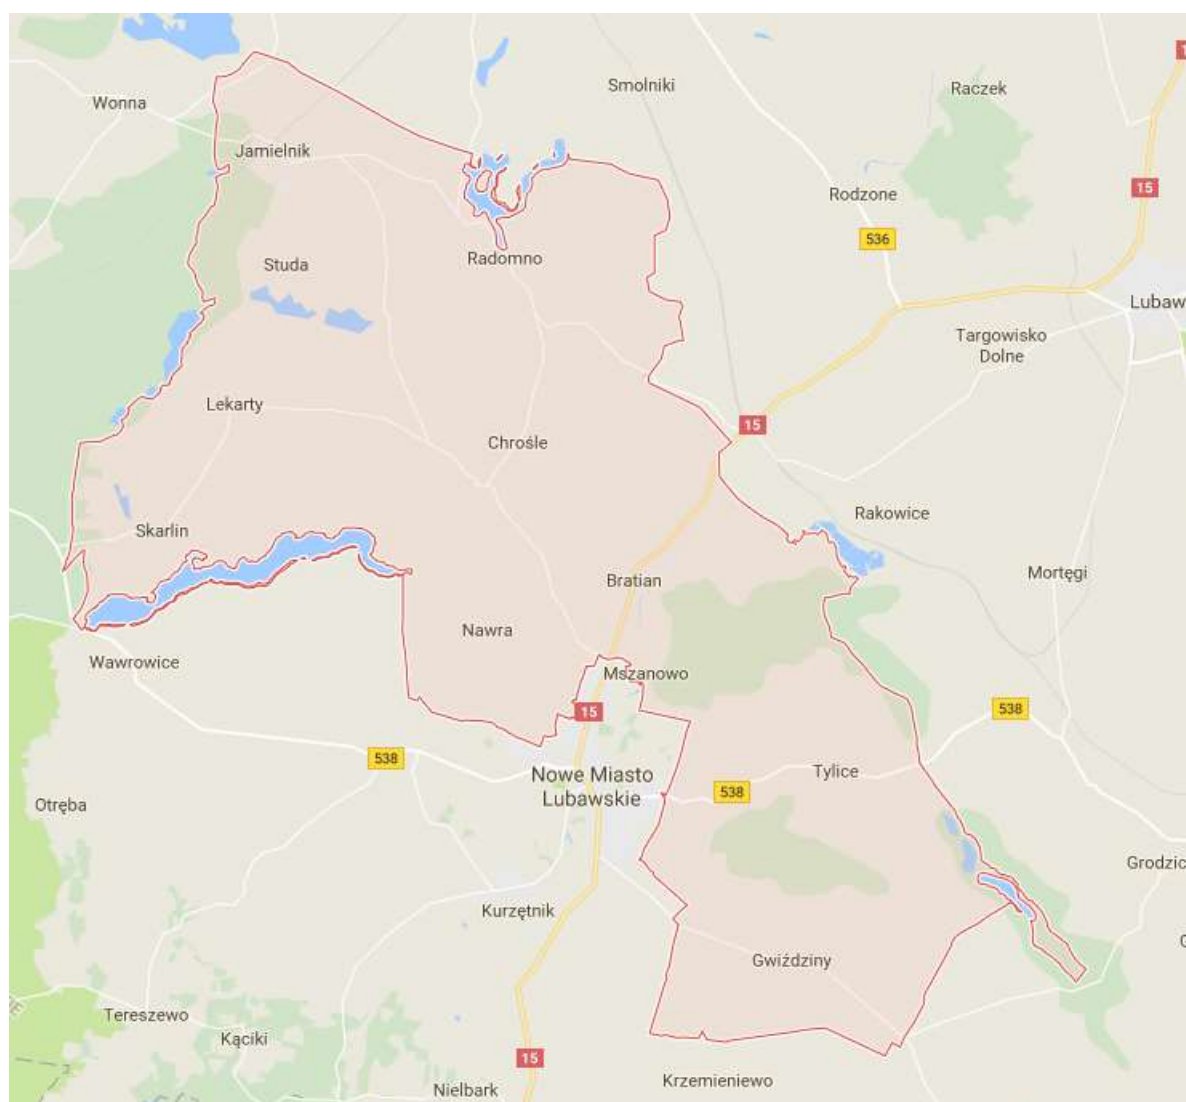 Smolniki
Raczek
Wonna
Jamielnik
15
Rodzone
536
Radomno
Studa
Lubaw
Targowisko
Dolne
Lekarty
15
Chrośle
Rakowice
Skarlin
Mortęgi
Bratian
Nawra
Wawrowice
Mszanowo
15
538
538
Tylice
Nowe Miasto
Lubawskie
538
Otręba
Grodzic
Kurzętnik
Gwiździny
Tereszewo
Kąciki
15
Krzemieniewo
Nielbark